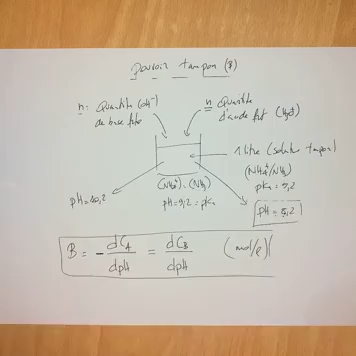 Pouvoir tampon (β)
n: Quantité (OH⁻)
de base forte
n Quantité
d'acide fort (H₃O⁺)
1 litre (solution tampon)
(NH₄⁺/NH₃)
pKa = 9,2
(NH₄⁺) = (NH₃)
pH = 9,2 = pKa
pH = 10,2
pH = 8,2
β = - dCA/dpH = dCB/dpH (mol/l)